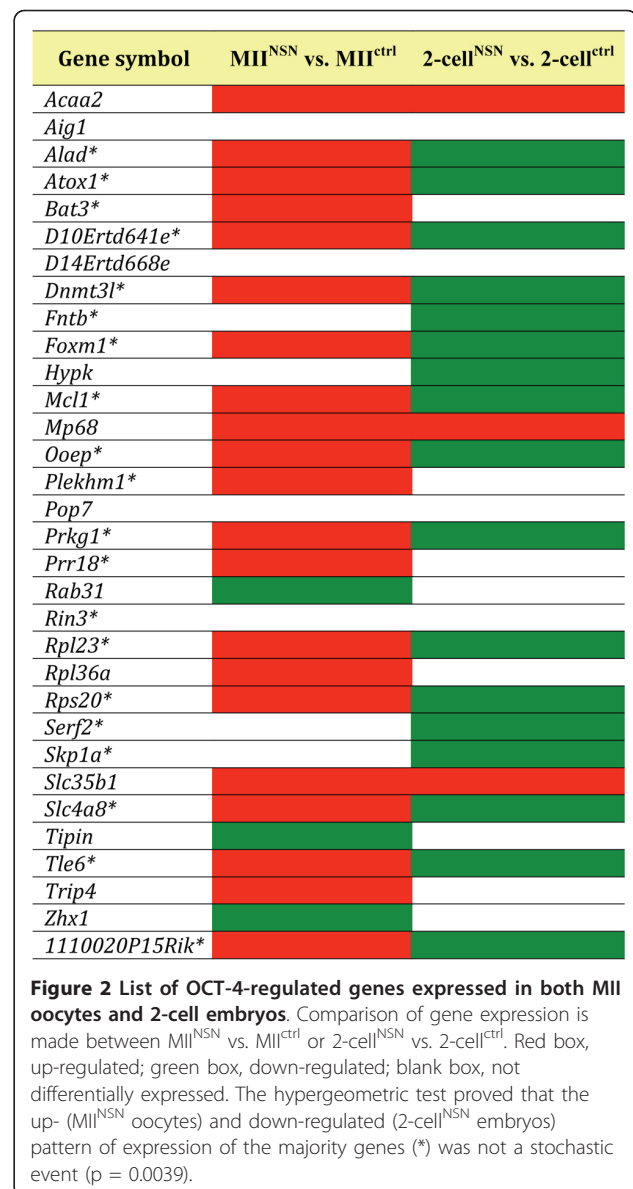 Gene symbol MII^NSN vs. MII^ctrl 2-cell^NSN vs. 2-cell^ctrl
Acaa2
Aig1
Alad*
Atox1*
Bat3*
D10Ertd641e*
D14Ertd668e
Dnmt3l*
Fntb*
Foxm1*
Hypk
Mcl1*
Mp68
Ooep*
Plekhm1*
Pop7
Prkg1*
Prr18*
Rab31
Rin3*
Rpl23*
Rpl36a
Rps20*
Serf2*
Skp1a*
Slc35b1
Slc4a8*
Tipin
Tle6*
Trip4
Zhx1
1110020P15Rik*
Figure 2 List of OCT-4-regulated genes expressed in both MII
oocytes and 2-cell embryos. Comparison of gene expression is
made between MII^NSN vs. MII^ctrl or 2-cell^NSN vs. 2-cell^ctrl. Red box,
up-regulated; green box, down-regulated; blank box, not
differentially expressed. The hypergeometric test proved that the
up- (MII^NSN oocytes) and down-regulated (2-cell^NSN embryos)
pattern of expression of the majority genes (*) was not a stochastic
event (p = 0.0039).